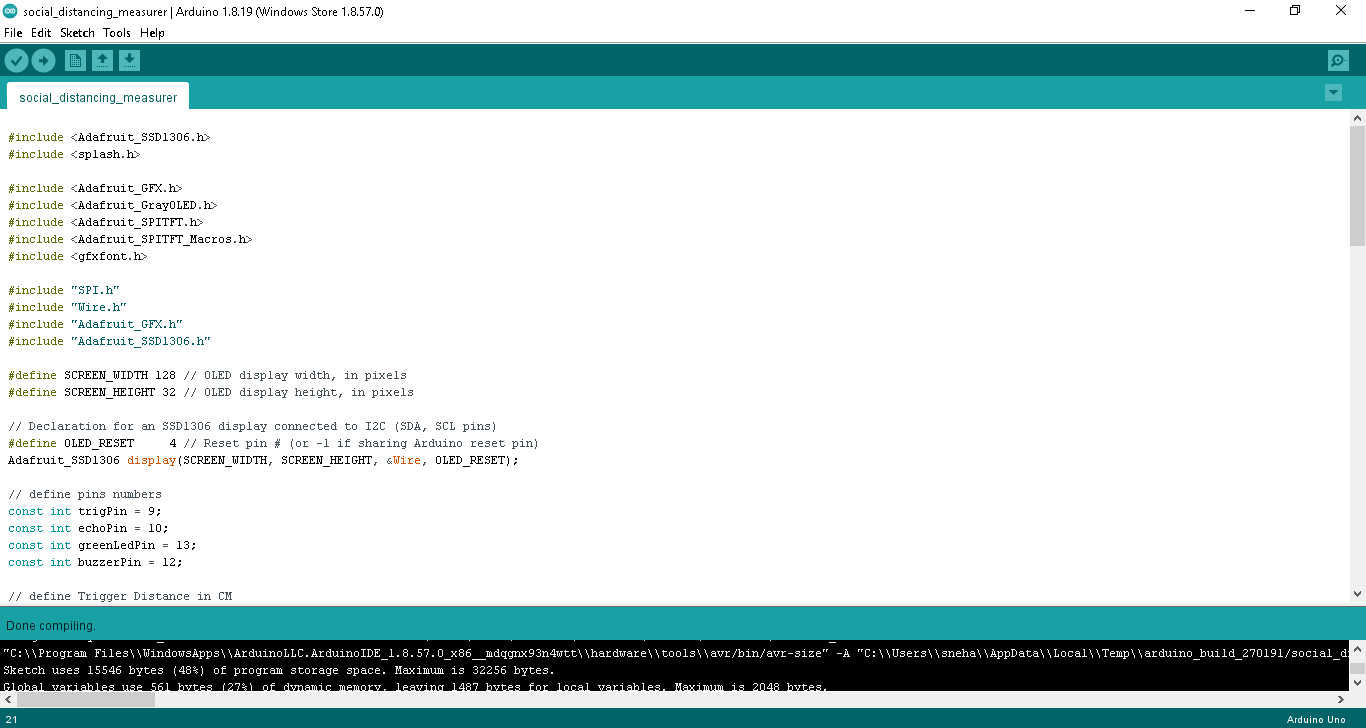 social_distancing_measurer | Arduino 1.8.19 (Windows Store 1.8.57.0)
File Edit Sketch Tools Help
social_distancing_measurer
#include <Adafruit_SSD1306.h>
#include <splash.h>
#include <Adafruit_GFX.h>
#include <Adafruit_GrayOLED.h>
#include <Adafruit_SPITFT.h>
#include <Adafruit_SPITFT_Macros.h>
#include <gfxfont.h>
#include "SPI.h"
#include "Wire.h"
#include "Adafruit_GFX.h"
#include "Adafruit_SSD1306.h"
#define SCREEN_WIDTH 128 // OLED display width, in pixels
#define SCREEN_HEIGHT 32 // OLED display height, in pixels
// Declaration for an SSD1306 display connected to I2C (SDA, SCL pins)
#define OLED_RESET     4 // Reset pin # (or -1 if sharing Arduino reset pin)
Adafruit_SSD1306 display(SCREEN_WIDTH, SCREEN_HEIGHT, &Wire, OLED_RESET);
// define pins numbers
const int trigPin = 9;
const int echoPin = 10;
const int greenLedPin = 13;
const int buzzerPin = 12;
// define Trigger Distance in CM
Done compiling.
"C:\\Program Files\\WindowsApps\\ArduinoLLC.ArduinoIDE_1.8.57.0_x86__mdqgnx93n4wtt\\hardware\\tools\\avr/bin/avr-size" -A "C:\\Users\\sneha\\AppData\\Local\\Temp\\arduino_build_270191/social_di
Sketch uses 15546 bytes (48%) of program storage space. Maximum is 32256 bytes.
Global variables use 561 bytes (27%) of dynamic memory, leaving 1487 bytes for local variables. Maximum is 2048 bytes.
21
Arduino Uno